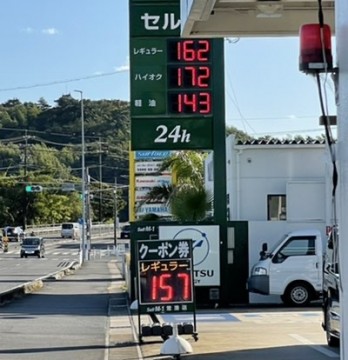 セル
レギュラー 162
ハイオク 172
軽油 143
24h
YAMAHA
クーポン券
レギュラー
157